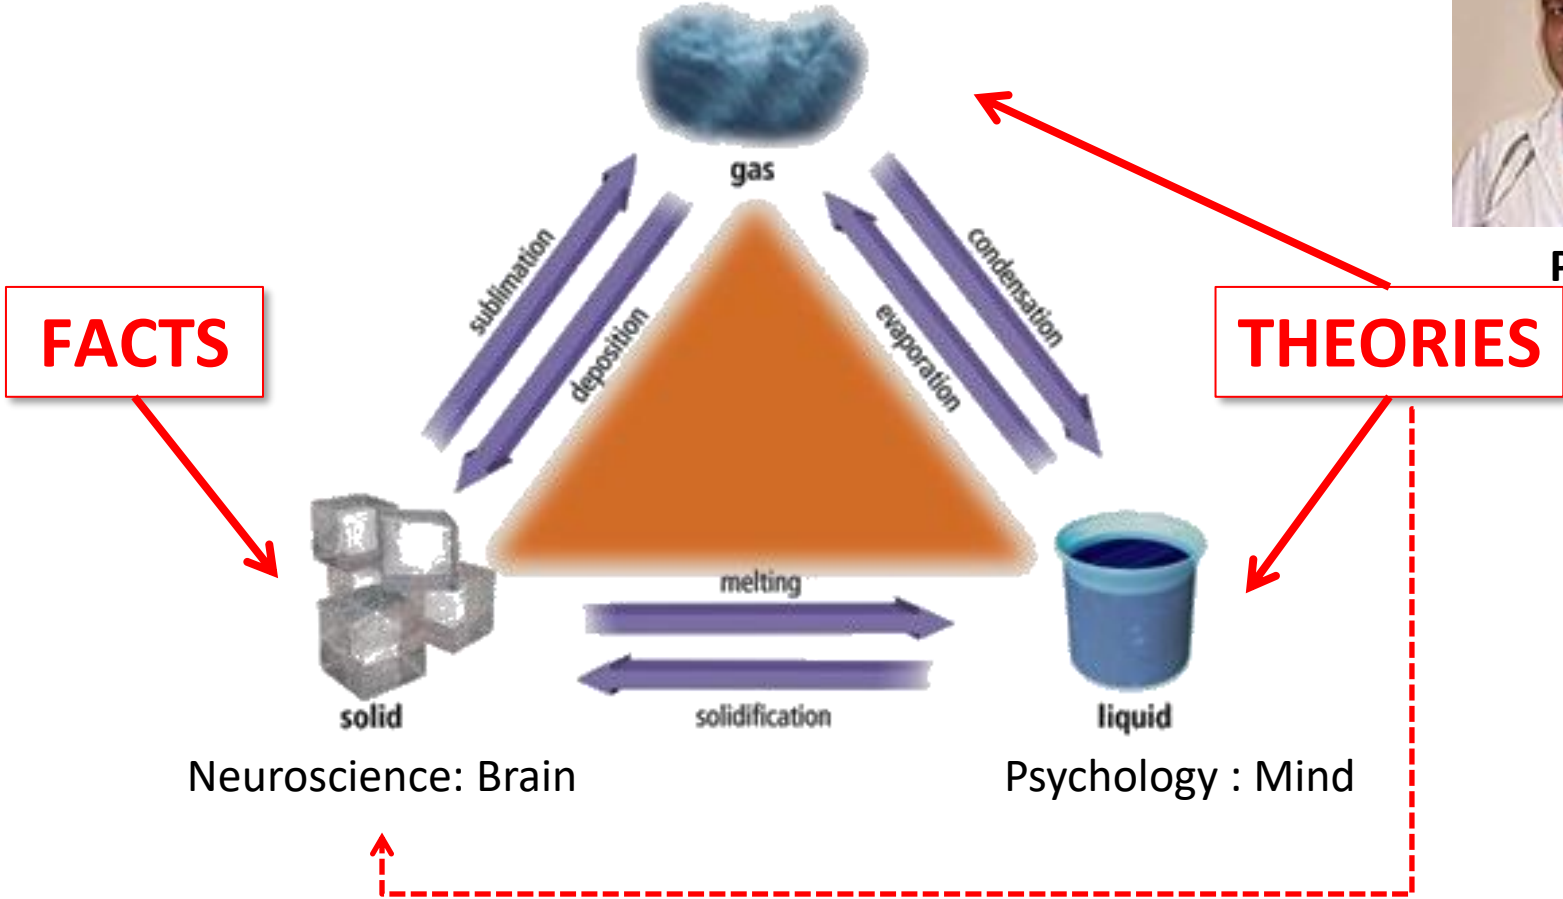 gas
sublimation
deposition
condensation
evaporation
FACTS
THEORIES
melting
solidification
solid
liquid
Neuroscience: Brain
Psychology : Mind